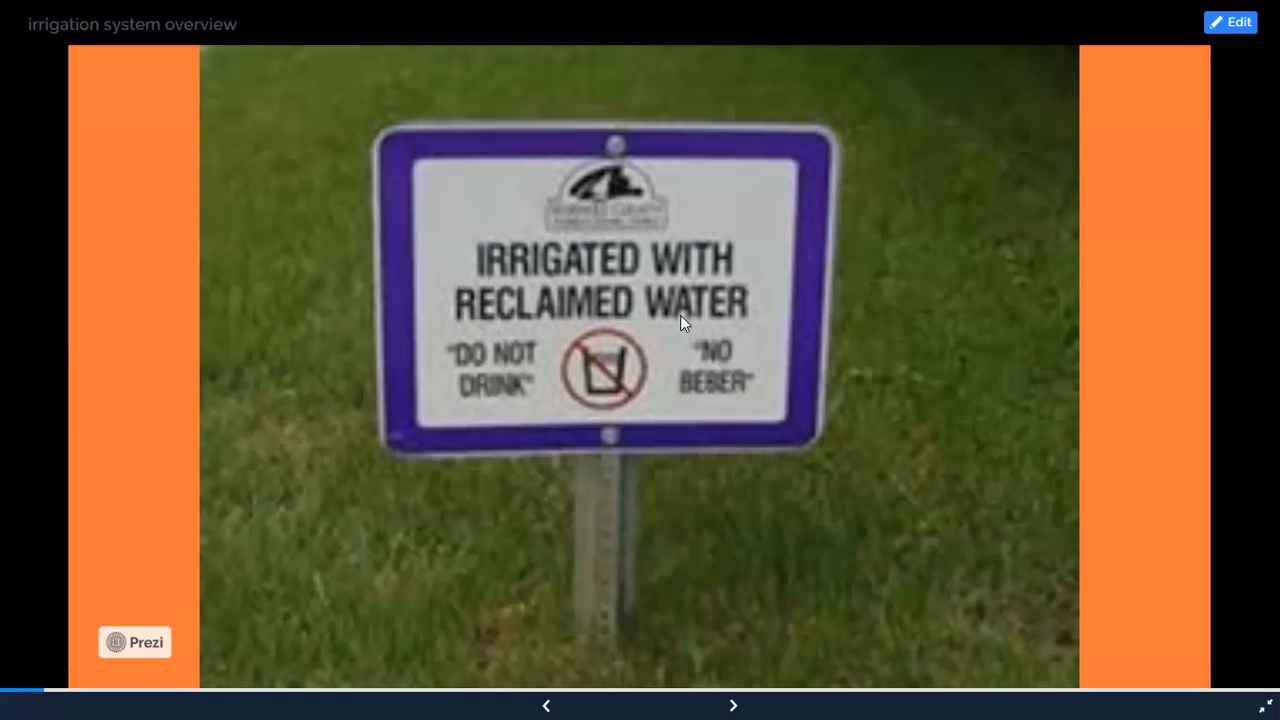 irrigation system overview
Edit
IRRIGATED WITH
RECLAIMED WATER
"DO NOT
DRINK"
"NO
BEBER"
Prezi